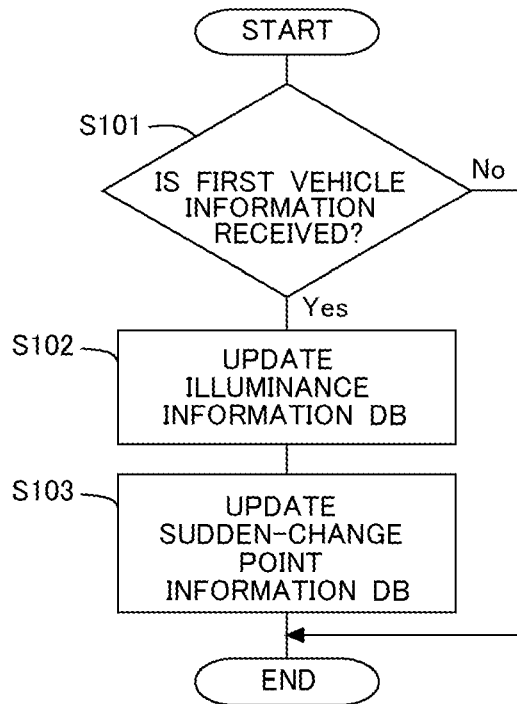 START
S101
IS FIRST VEHICLE
INFORMATION
RECEIVED?
No
Yes
S102
UPDATE
ILLUMINANCE
INFORMATION DB
S103
UPDATE
SUDDEN-CHANGE
POINT
INFORMATION DB
END